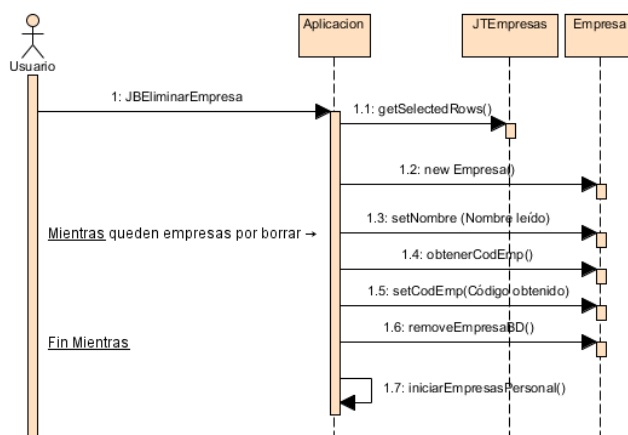 Aplicacion
JTEmpresas
Empresa
Usuario
1: JBEliminarEmpresa
1.1: getSelectedRows()
1.2: new Empresa()
1.3: setNombre (Nombre leído)
Mientras queden empresas por borrar →
1.4: obtenerCodEmp()
1.5: setCodEmp(Código obtenido)
1.6: removeEmpresaBD()
Fin Mientras
1.7: iniciarEmpresasPersonal()